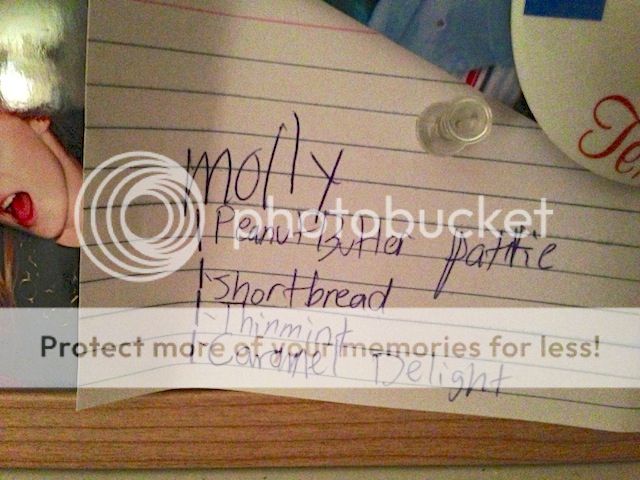 Molly
1 Peanut Butter pattie
1-Shortbread
1-Thinmint
1-Caramel Delight
photobucket
Protect more of your memories for less!